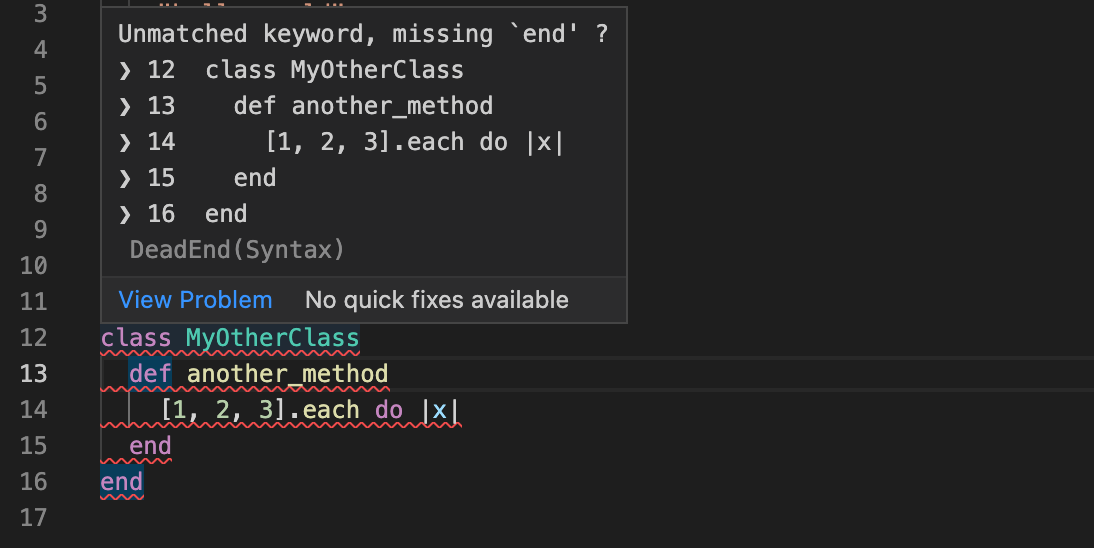 3
4
5
6
7
8
9
10
11
Unmatched keyword, missing `end' ?
❯ 12  class MyOtherClass
❯ 13    def another_method
❯ 14      [1, 2, 3].each do |x|
❯ 15    end
❯ 16  end
DeadEnd(Syntax)
View Problem No quick fixes available
12 class MyOtherClass
13   def another_method
14     [1, 2, 3].each do |x|
15   end
16 end
17